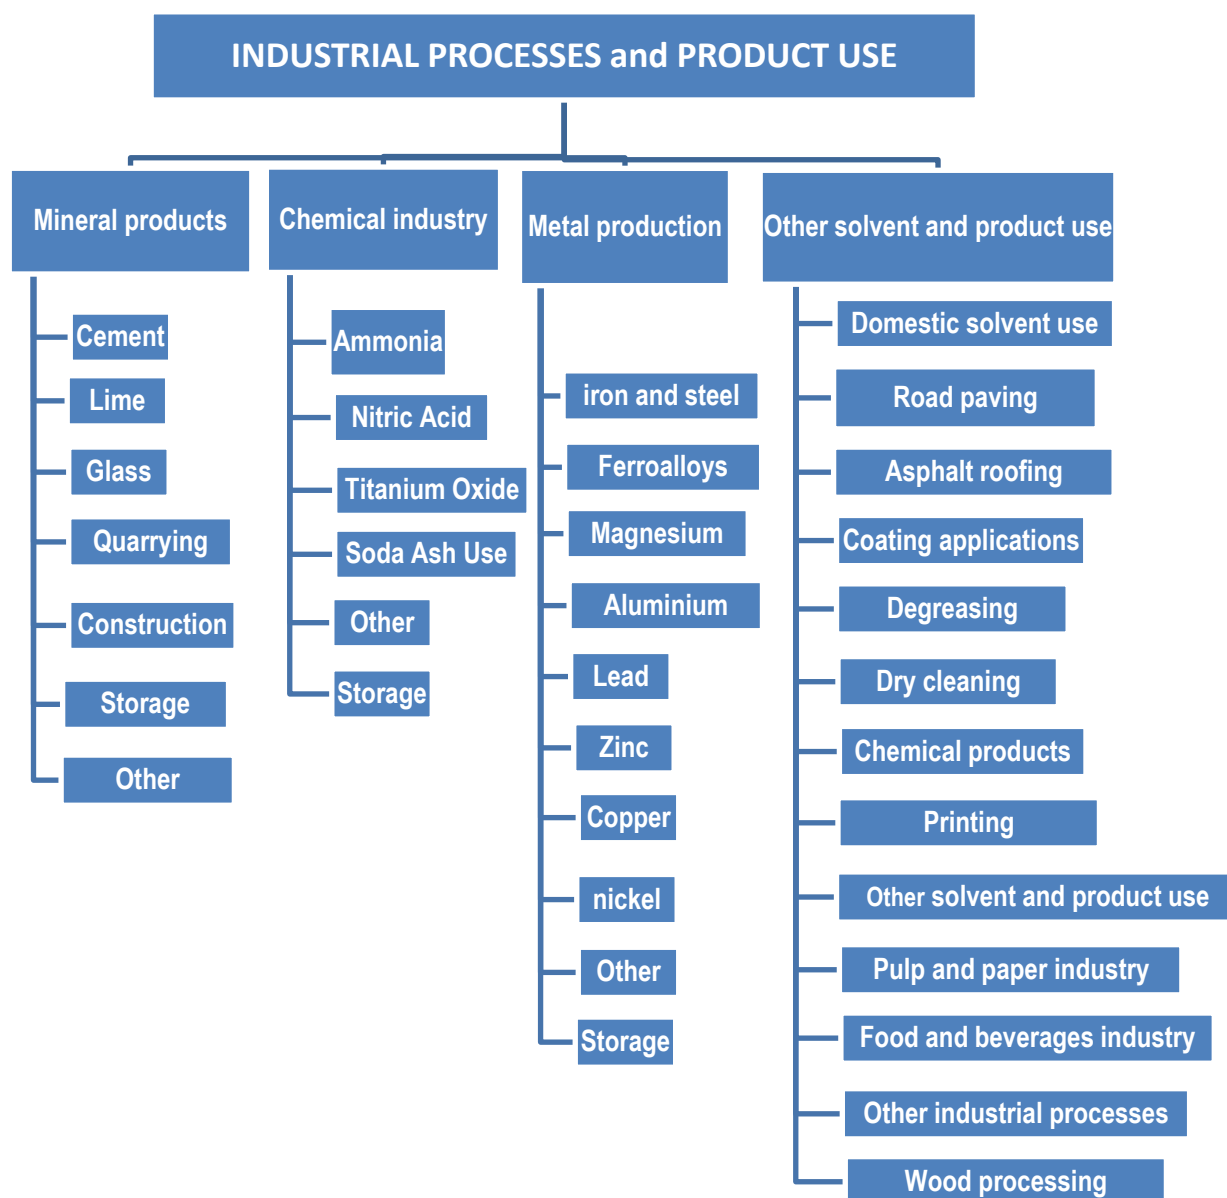 INDUSTRIAL PROCESSES and PRODUCT USE
Mineral products
Cement
Lime
Glass
Quarrying
Construction
Storage
Other
Chemical industry
Ammonia
Nitric Acid
Titanium Oxide
Soda Ash Use
Other
Storage
Metal production
iron and steel
Ferroalloys
Magnesium
Aluminium
Lead
Zinc
Copper
nickel
Other
Storage
Other solvent and product use
Domestic solvent use
Road paving
Asphalt roofing
Coating applications
Degreasing
Dry cleaning
Chemical products
Printing
Other solvent and product use
Pulp and paper industry
Food and beverages industry
Other industrial processes
Wood processing